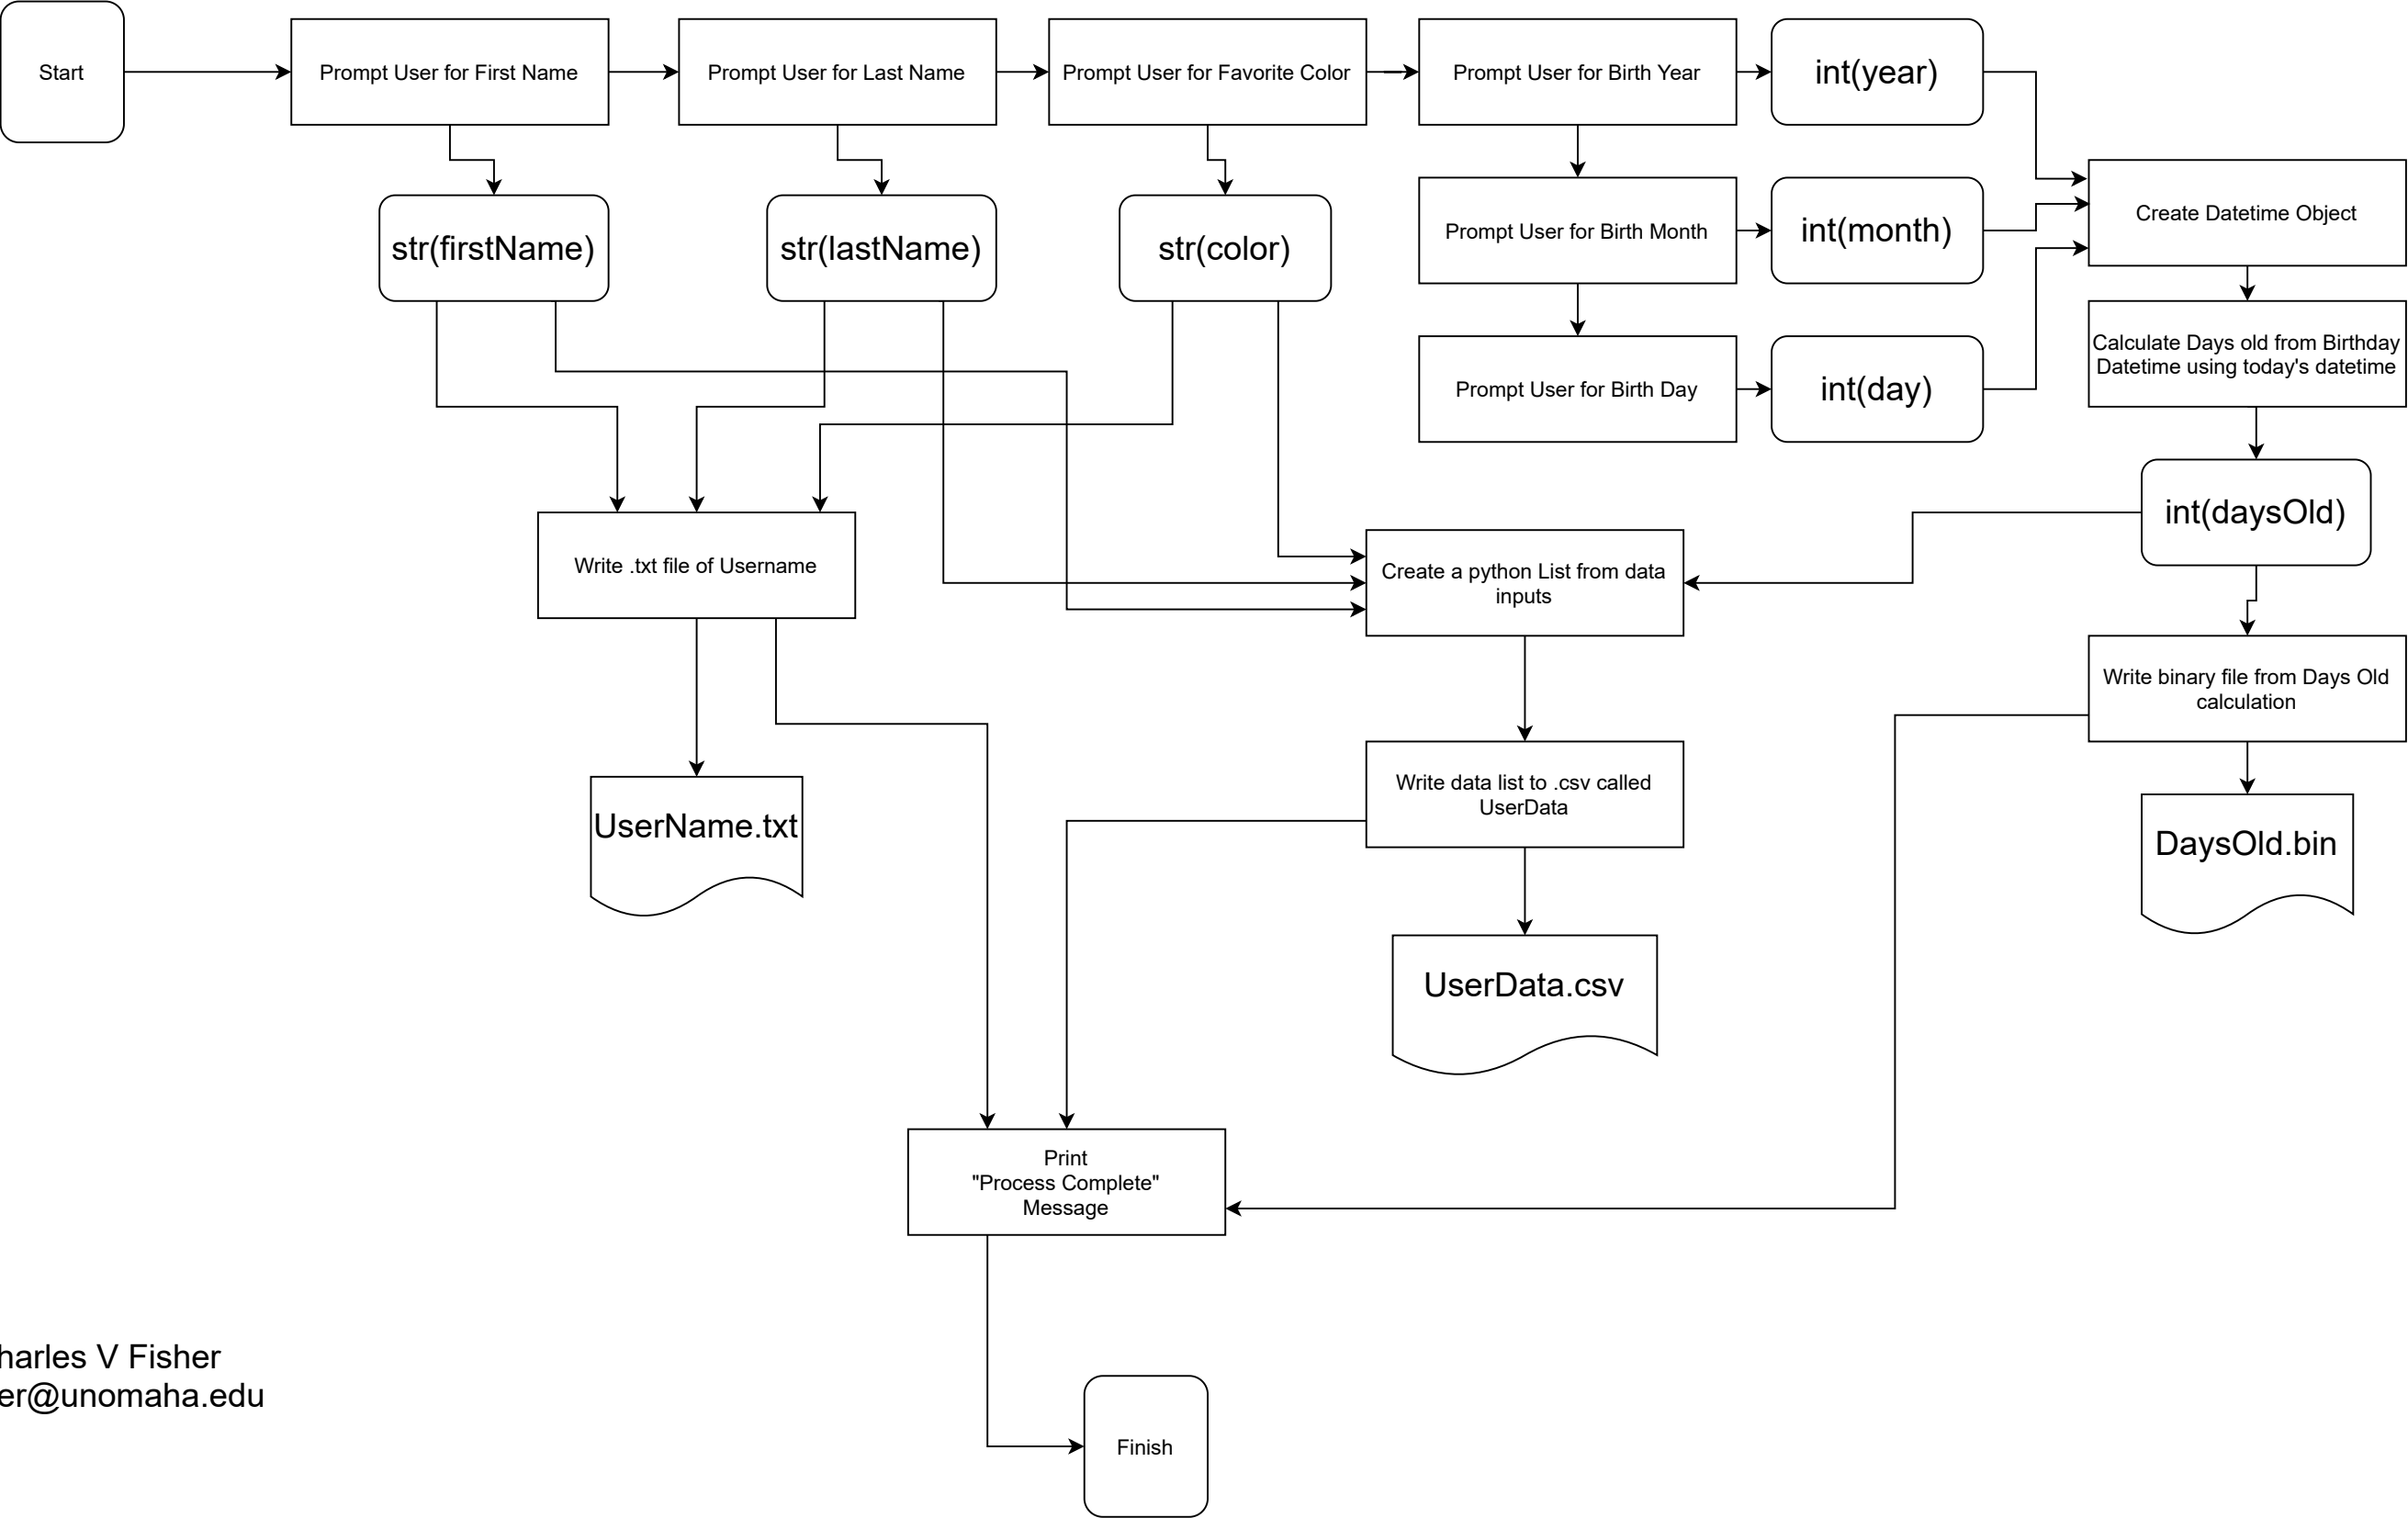 Start
Prompt User for First Name
Prompt User for Last Name
Prompt User for Favorite Color
Prompt User for Birth Year
int(year)
str(firstName)
str(lastName)
str(color)
Prompt User for Birth Month
int(month)
Create Datetime Object
Calculate Days old from Birthday
Datetime using today's datetime
Prompt User for Birth Day
int(day)
int(daysOld)
Write .txt file of Username
Create a python List from data
inputs
Write binary file from Days Old
calculation
Write data list to .csv called
UserData
UserName.txt
DaysOld.bin
UserData.csv
Print
"Process Complete"
Message
harles V Fisher
er@unomaha.edu
Finish